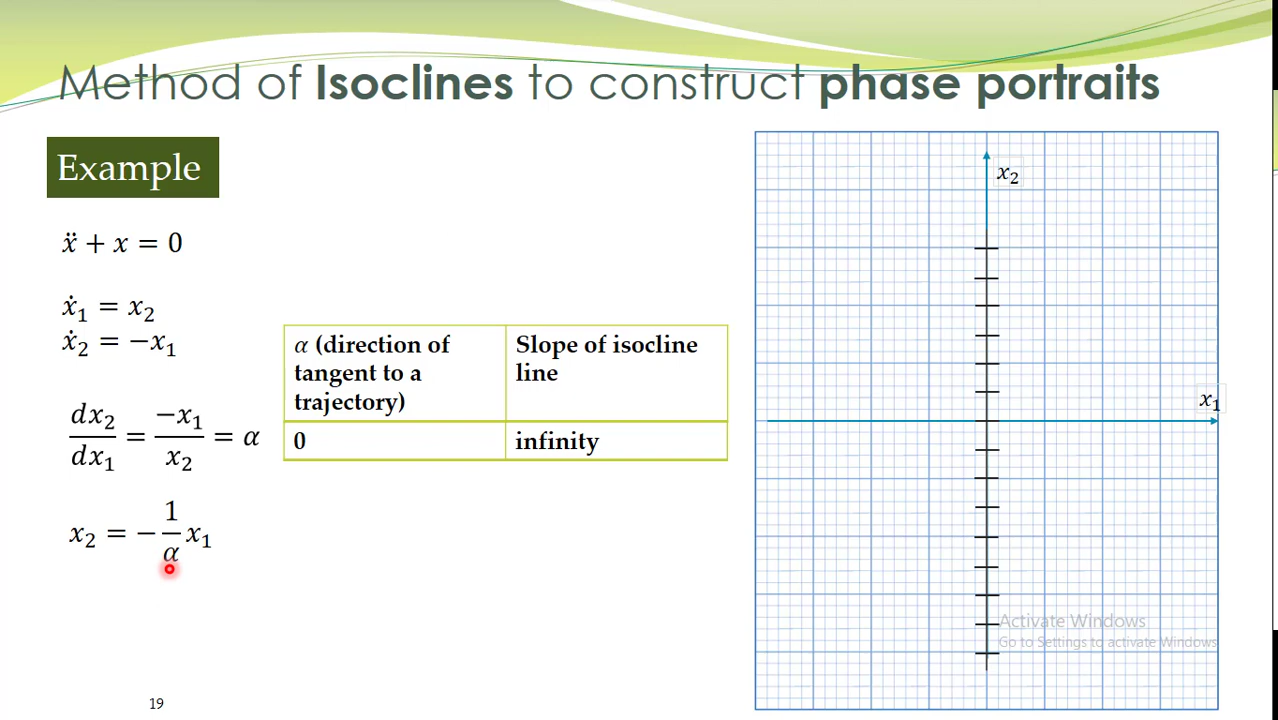 Method of Isoclines to construct phase portraits
Example
ẍ + x = 0
ẋ₁ = x₂
ẋ₂ = −x₁
dx₂/dx₁ = −x₁/x₂ = α
x₂ = −1/α x₁
α (direction of
tangent to a
trajectory)
Slope of isocline
line
0
infinity
x₂
x₁
Activate Windows
Go to Settings to activate Windows
19